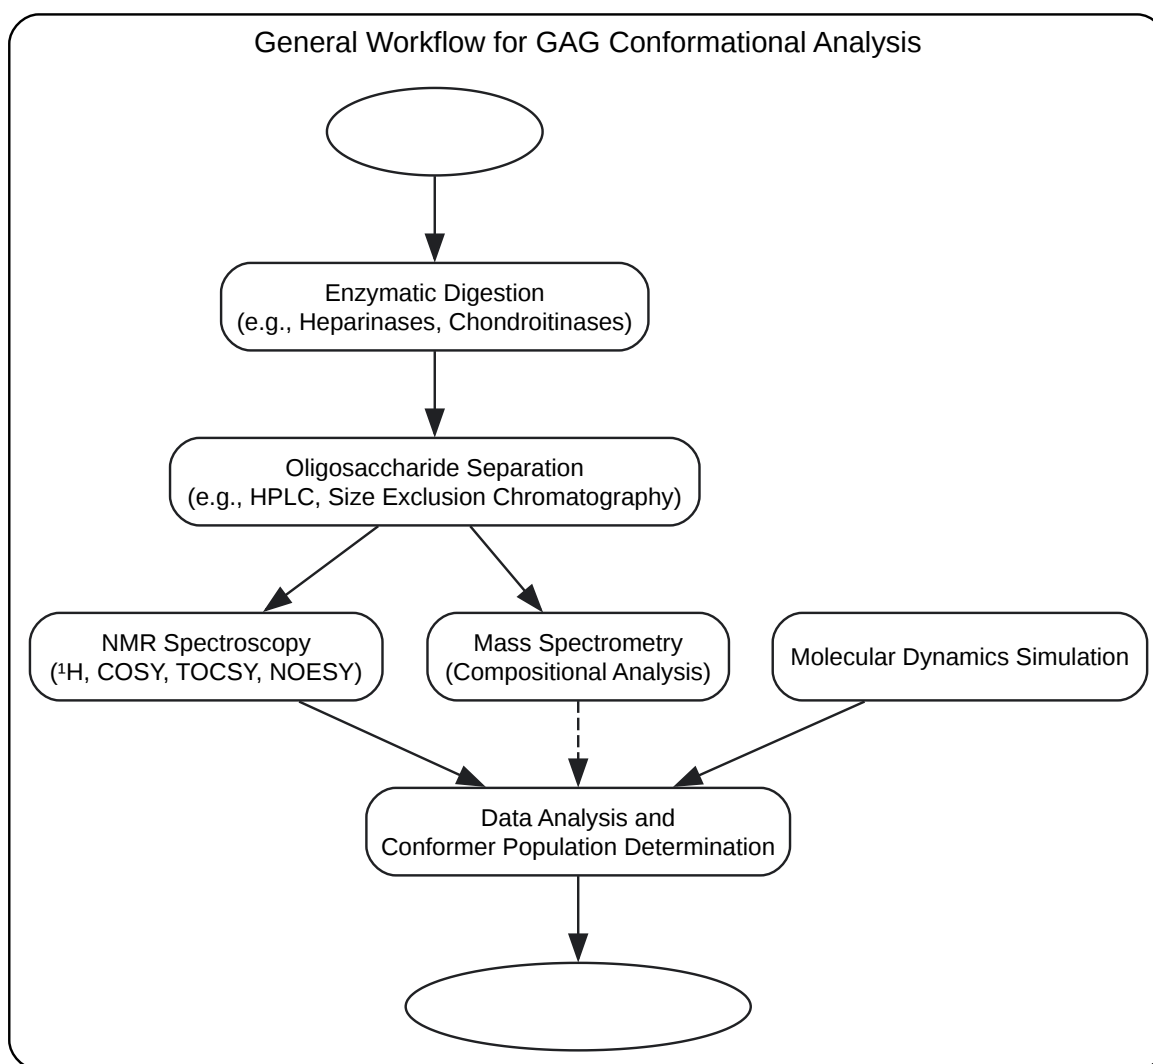 General Workflow for GAG Conformational Analysis
Enzymatic Digestion
(e.g., Heparinases, Chondroitinases)
Oligosaccharide Separation
(e.g., HPLC, Size Exclusion Chromatography)
NMR Spectroscopy
(¹H, COSY, TOCSY, NOESY)
Mass Spectrometry
(Compositional Analysis)
Molecular Dynamics Simulation
Data Analysis and
Conformer Population Determination